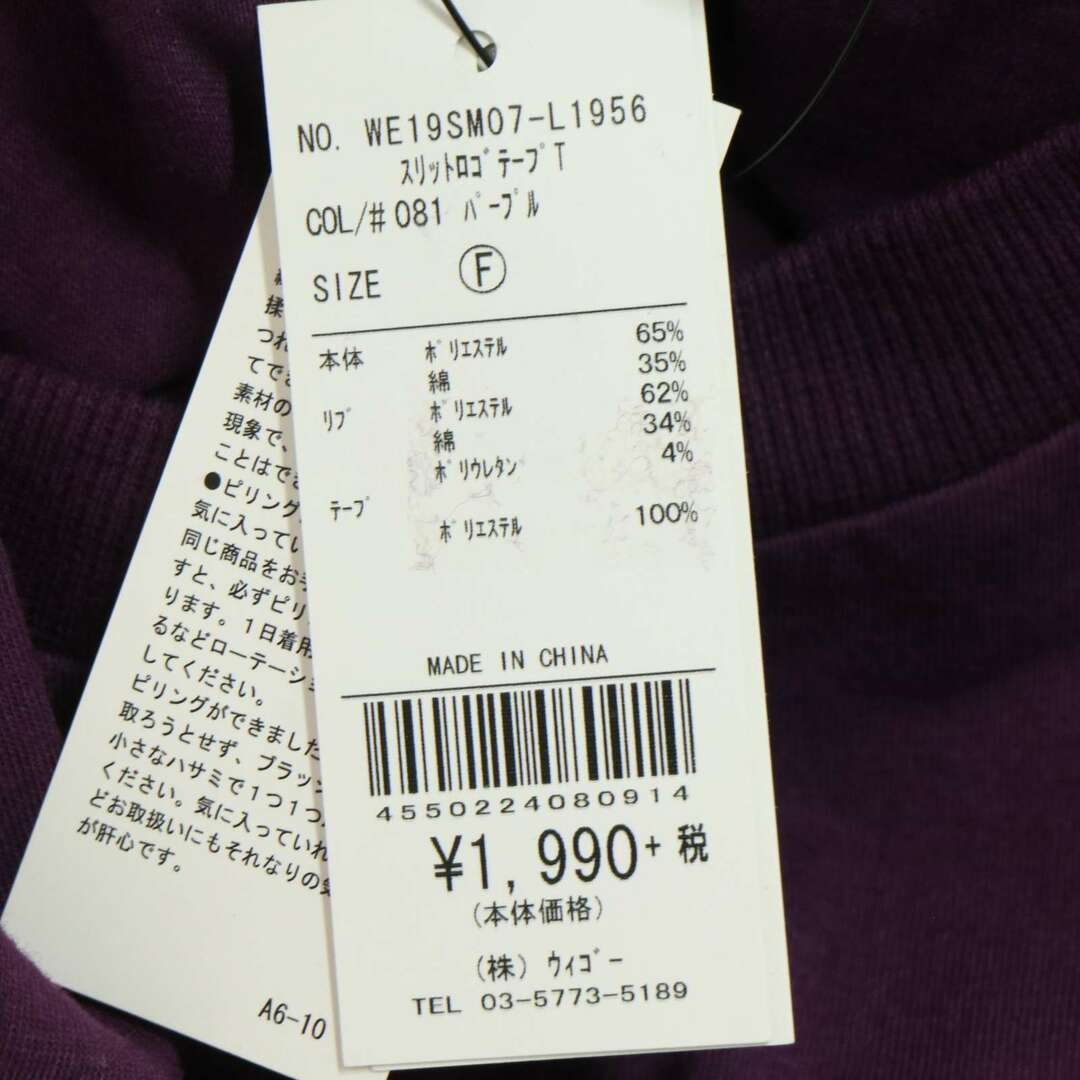 NO. WE19SM07-L1956
ｽﾘｯﾄﾛｺﾞﾃｰﾌﾟT
COL/# 081 ﾊﾟｰﾌﾟﾙ
SIZE Ⓕ
本体 ﾎﾟﾘｴｽﾃﾙ 65%
綿 35%
ﾘﾌﾞ ﾎﾟﾘｴｽﾃﾙ 62%
綿 34%
ﾎﾟﾘｳﾚﾀﾝ 4%
ﾃｰﾌﾟ
ﾎﾟﾘｴｽﾃﾙ 100%
MADE IN CHINA
4550224080914
¥1,990+税
(本体価格)
(株) ｳｨｺﾞｰ
TEL 03-5773-5189
揉
つれ
てでき
素材の
現象で、
ことはでき
●ピリング
気に入ってい
同じ商品をお
すと、必ずピリ
ります。1日着用
るなどローテーショ
してください。
ピリングができました
取ろうとせず、ブラッシ
小さなハサミで1つ1つ
ください。気に入っていれ
どお取扱いにもそれなりの
が肝心です。
A6-10